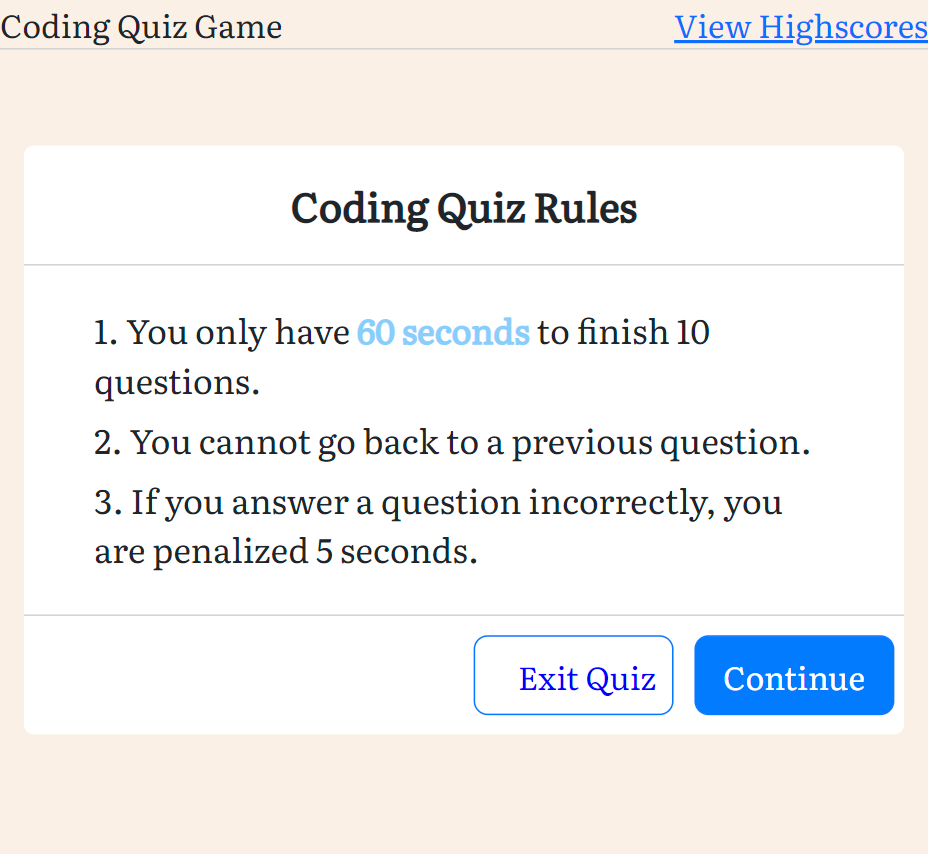 Coding Quiz Game
View Highscores
Coding Quiz Rules
1. You only have 60 seconds to finish 10
questions.
2. You cannot go back to a previous question.
3. If you answer a question incorrectly, you
are penalized 5 seconds.
Exit Quiz
Continue